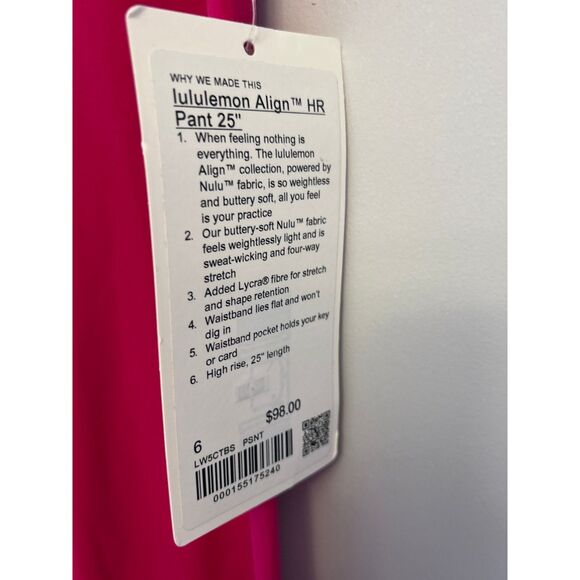 WHY WE MADE THIS
lululemon Align™ HR
Pant 25"
1. When feeling nothing is
everything. The lululemon
Align™ collection, powered by
Nulu™ fabric, is so weightless
and buttery soft, all you feel
is your practice
2. Our buttery-soft Nulu™ fabric
feels weightlessly light and is
sweat-wicking and four-way
stretch
3. Added Lycra® fibre for stretch
and shape retention
4. Waistband lies flat and won't
dig in
5. Waistband pocket holds your key
or card
6. High rise, 25" length
$98.00
6
LW5CTBS PSNT
000155175240